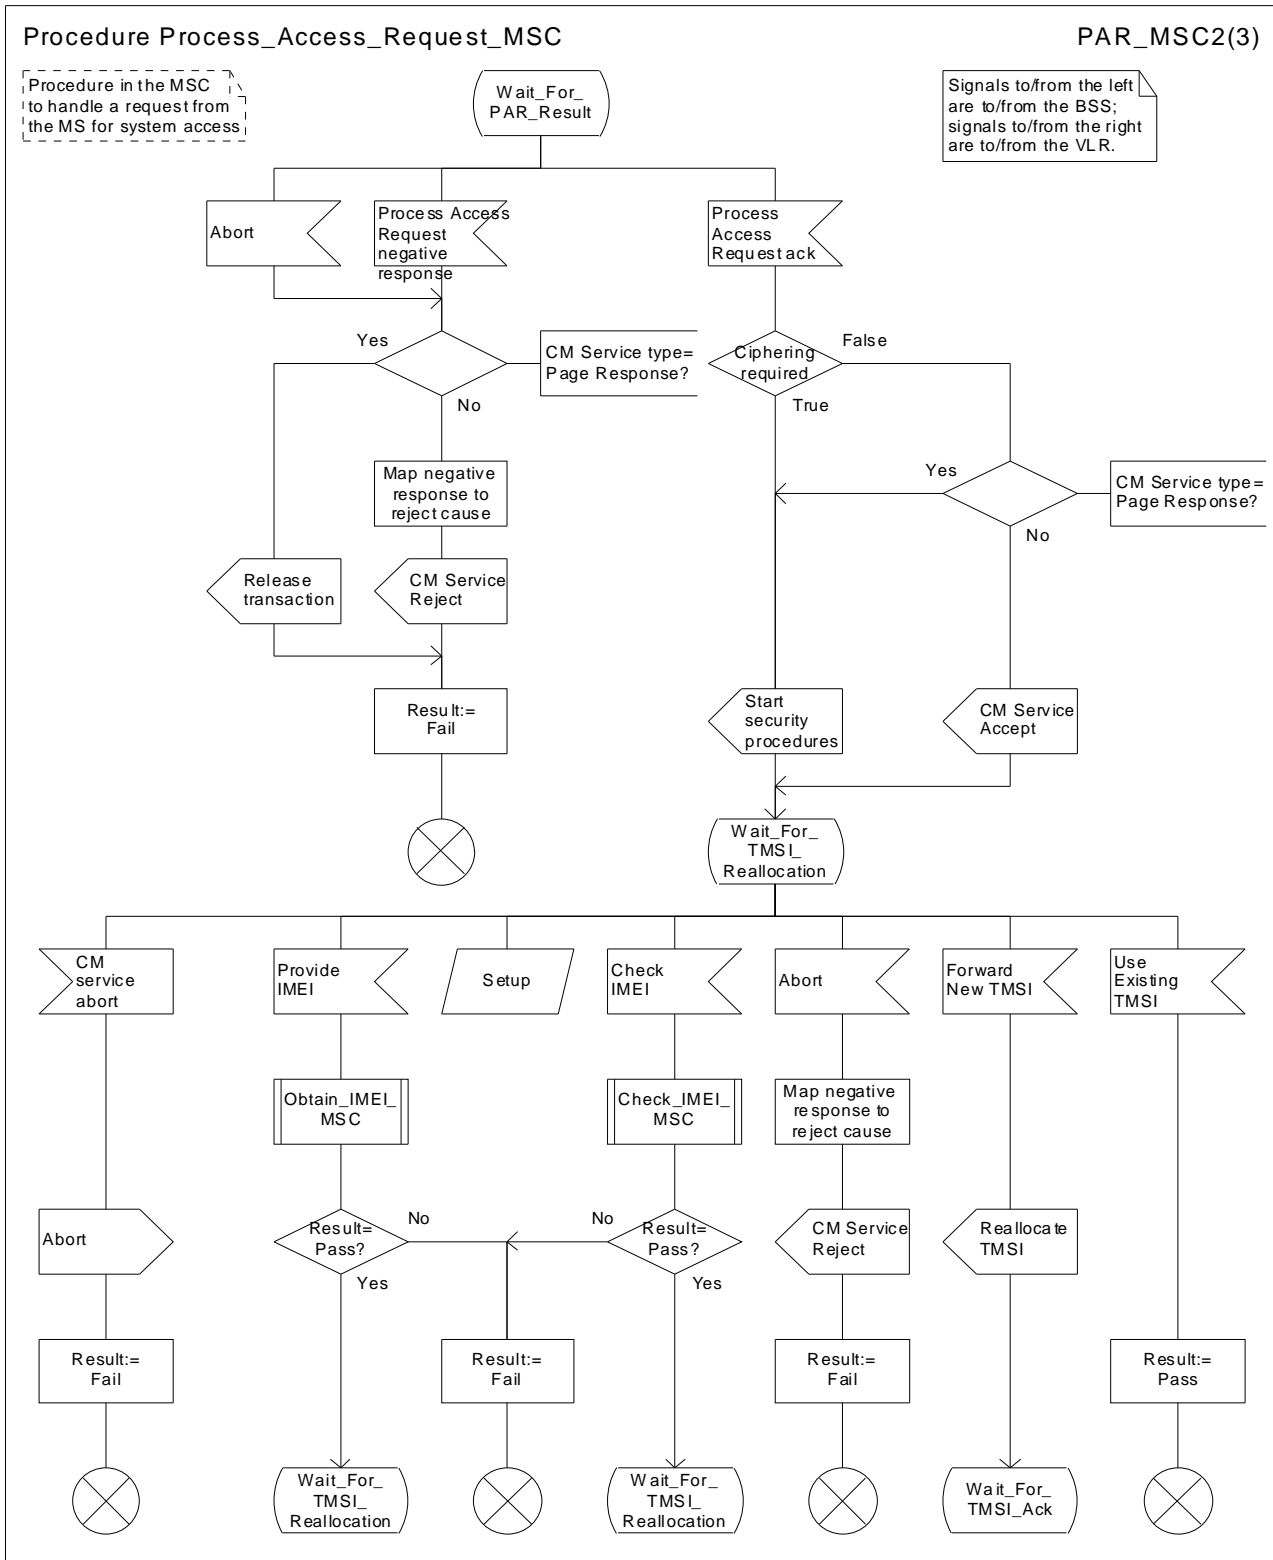 Procedure Process_Access_Request_MSC
PAR_MSC2(3)
Procedure in the MSC
to handle a request from
the MS for system access
Wait_For_
PAR_Result
Signals to/from the left
are to/from the BSS;
signals to/from the right
are to/from the VLR.
Abort
Process Access
Request
negative
response
Process
Access
Request ack
Yes
CM Service type=
Page Response?
No
Ciphering
required
False
True
Map negative
response to
reject cause
Yes
CM Service type=
Page Response?
No
Release
transaction
CM Service
Reject
Result:=
Fail
Start
security
procedures
CM Service
Accept
Wait_For_
TMSI_
Reallocation
CM
service
abort
Provide
IMEI
Setup
Check
IMEI
Abort
Forward
New TMSI
Use
Existing
TMSI
Obtain_IMEI_
MSC
Check_IMEI_
MSC
Map negative
response to
reject cause
Abort
Result=
Pass?
No
Yes
No
Result=
Pass?
Yes
CM Service
Reject
Reallocate
TMSI
Result:=
Fail
Result:=
Fail
Result:=
Fail
Result:=
Pass
Wait_For_
TMSI_
Reallocation
Wait_For_
TMSI_
Reallocation
Wait_For_
TMSI_Ack